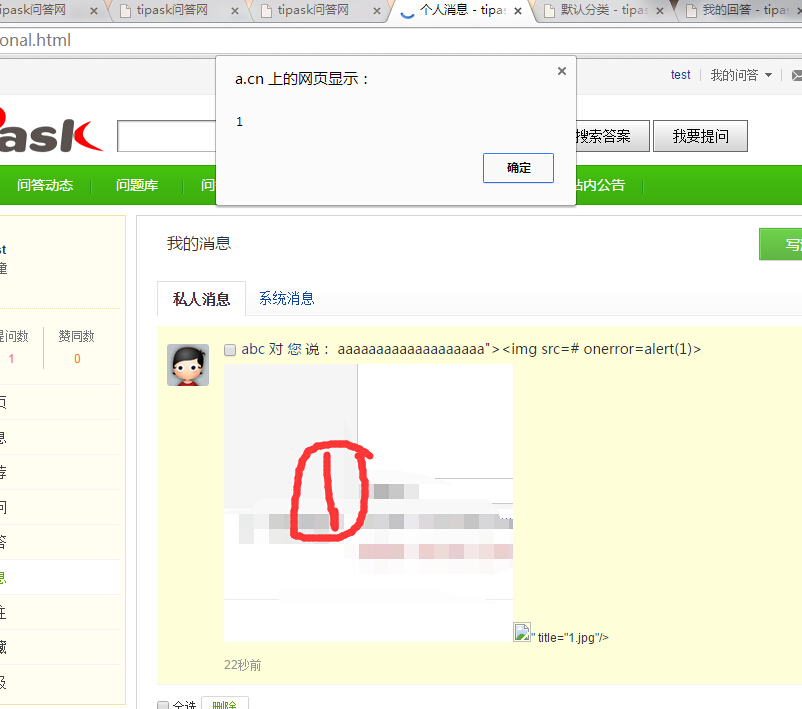 tipask问答网
tipask问答网
tipask问答网
个人消息 - tipas
默认分类 - tipas
我的回答 - tipas
onal.html
test
我的问答
a.cn 上的网页显示：
1
确定
ask
搜索答案
我要提问
问答动态
问题库
问
站内公告
我的消息
写消
st
提问数
赞同数
1
0
私人消息
系统消息
abc 对 您 说： aaaaaaaaaaaaaaaaaaa"><img src=# onerror=alert(1)>
" title="1.jpg"/>
22秒前
页
息
荐
问
答
息
注
藏
级
全选
删除